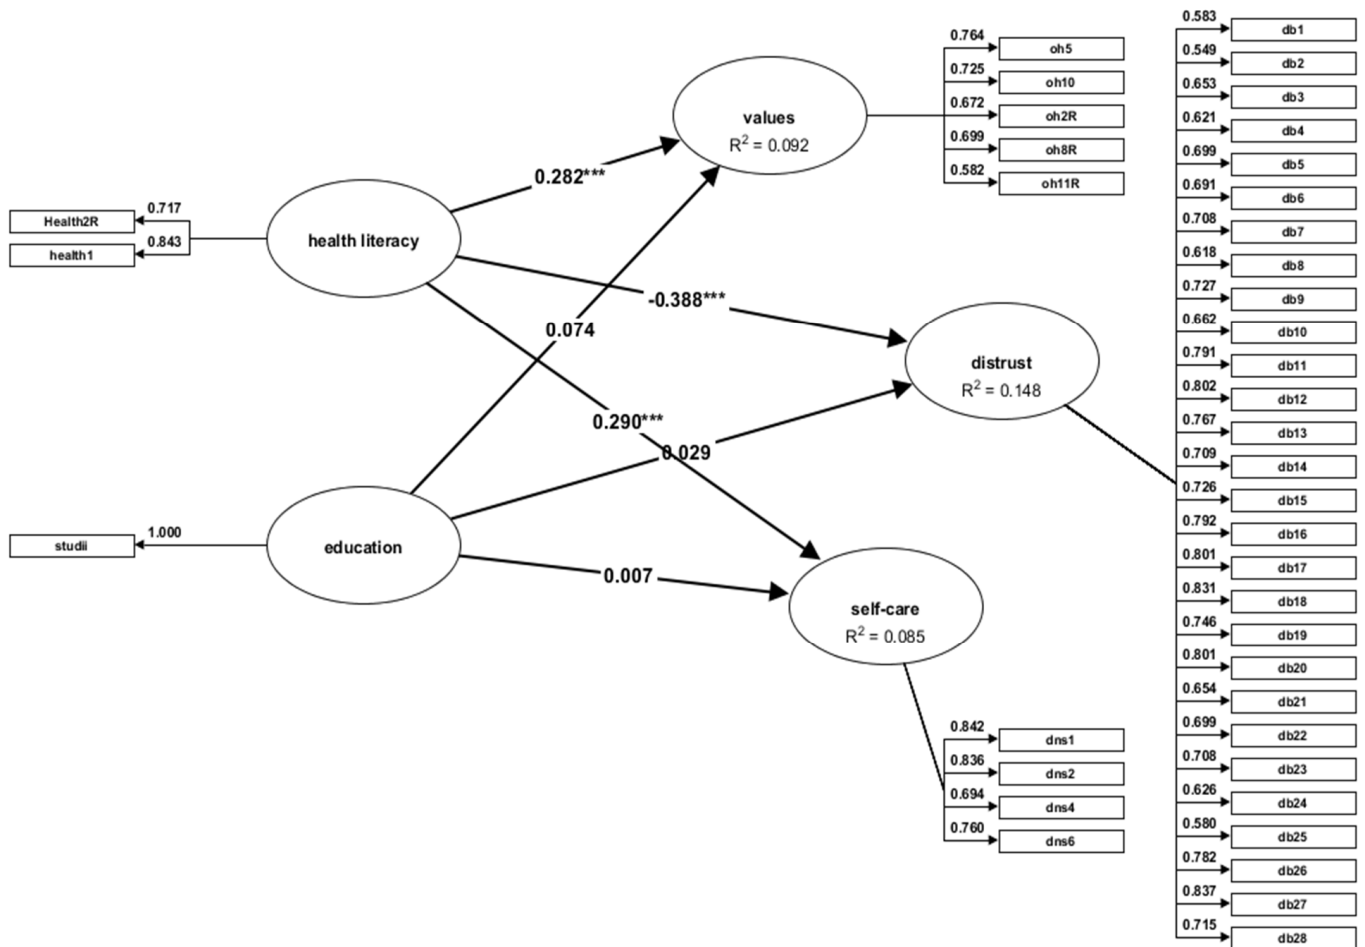 0.764 oh5
0.725 oh10
0.672 oh2R
0.699 oh8R
0.582 oh11R
values
R² = 0.092
0.282***
Health2R 0.717
health1 0.843
health literacy
-0.388***
0.074
distrust
R² = 0.148
0.290***
0.029
studii 1.000
education
0.007
self-care
R² = 0.085
0.842 dns1
0.836 dns2
0.694 dns4
0.760 dns6
0.583 db1
0.549 db2
0.653 db3
0.621 db4
0.699 db5
0.691 db6
0.708 db7
0.618 db8
0.727 db9
0.662 db10
0.791 db11
0.802 db12
0.767 db13
0.709 db14
0.726 db15
0.792 db16
0.801 db17
0.831 db18
0.746 db19
0.801 db20
0.654 db21
0.699 db22
0.708 db23
0.626 db24
0.580 db25
0.782 db26
0.837 db27
0.715 db28